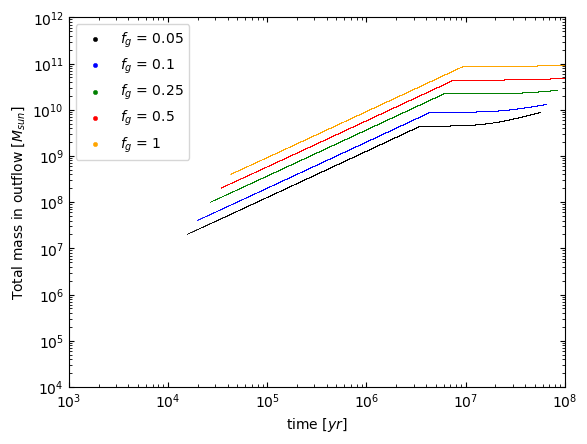 10^12
10^11
10^10
10^9
10^8
10^7
10^6
10^5
10^4
Total mass in outflow [M_sun]
f_g = 0.05
f_g = 0.1
f_g = 0.25
f_g = 0.5
f_g = 1
10^3 10^4 10^5 10^6 10^7 10^8
time [yr]